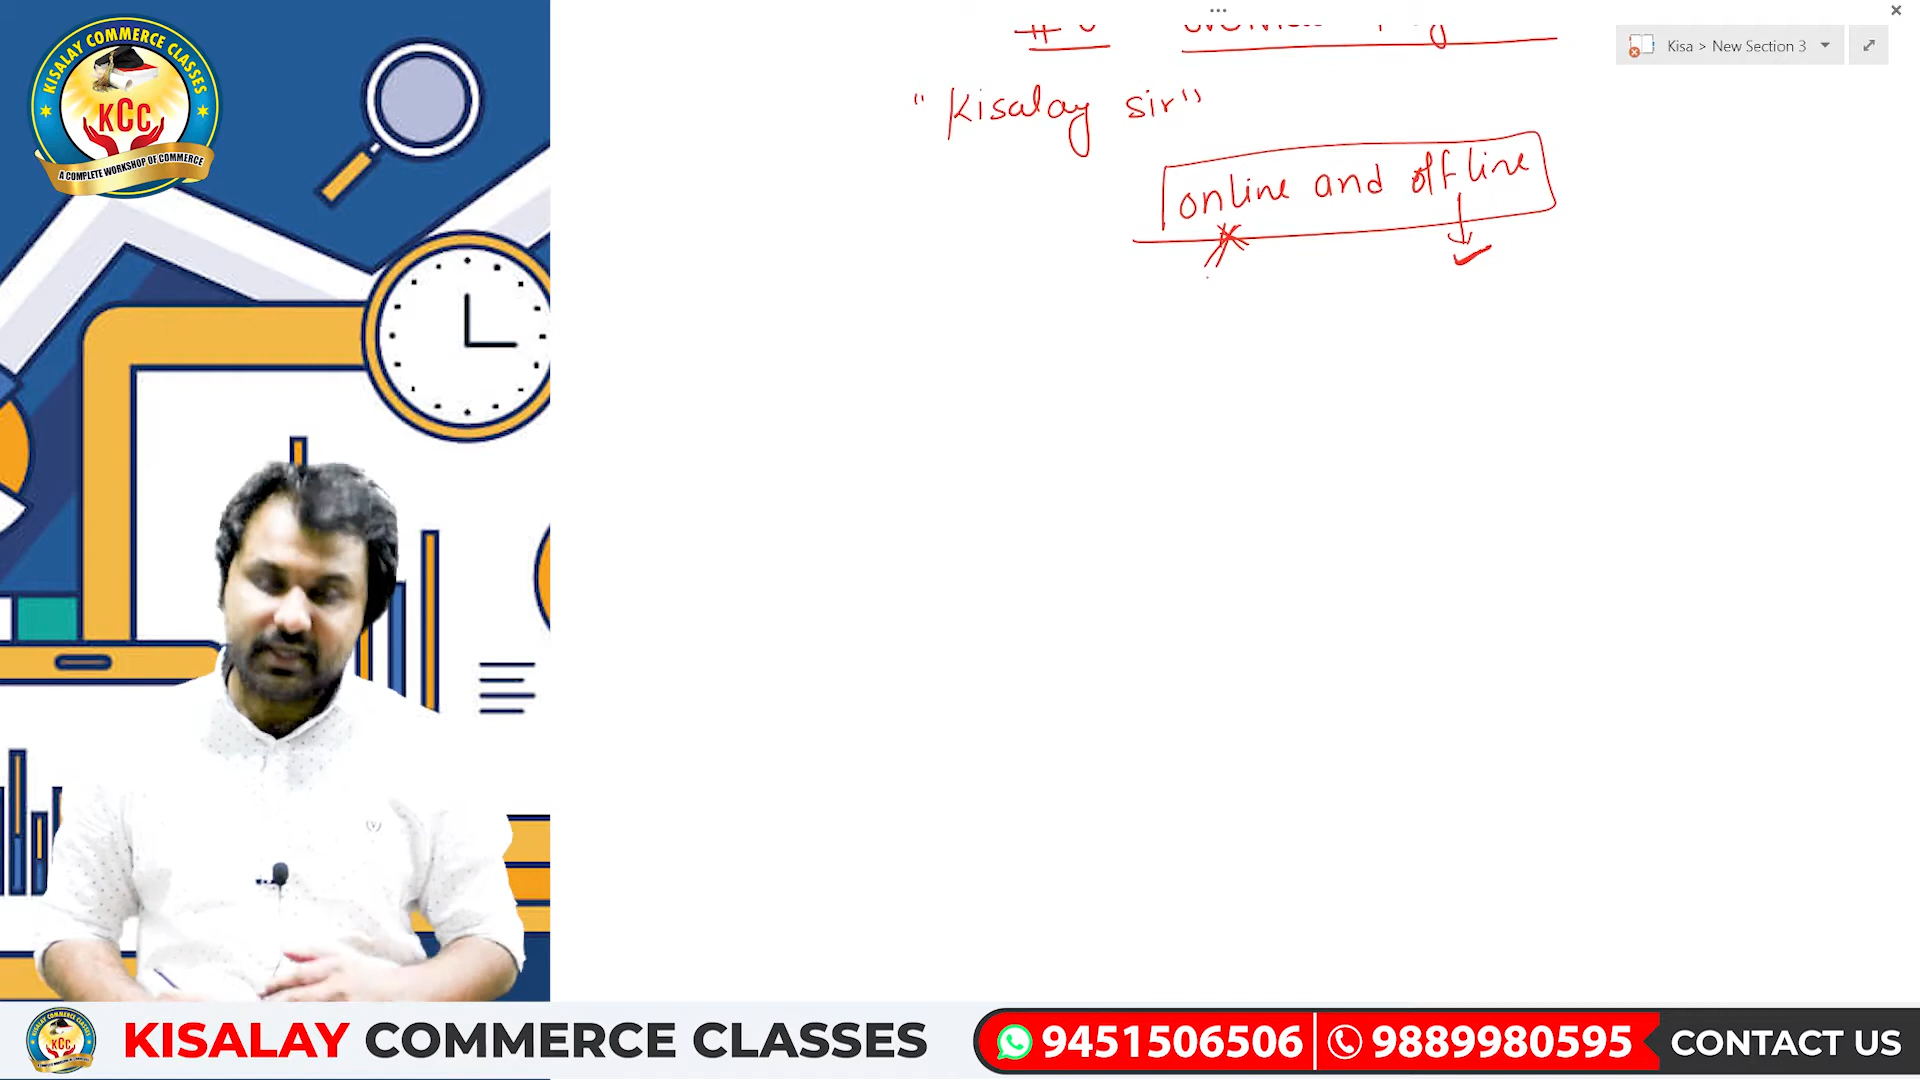 KISALAY COMMERCE CLASSES
KCC
A COMPLETE WORKSHOP OF COMMERCE
Kisa > New Section 3
"Kisalay sir"
online and offline
KCC
KISALAY COMMERCE CLASSES
9451506506
9889980595
CONTACT US